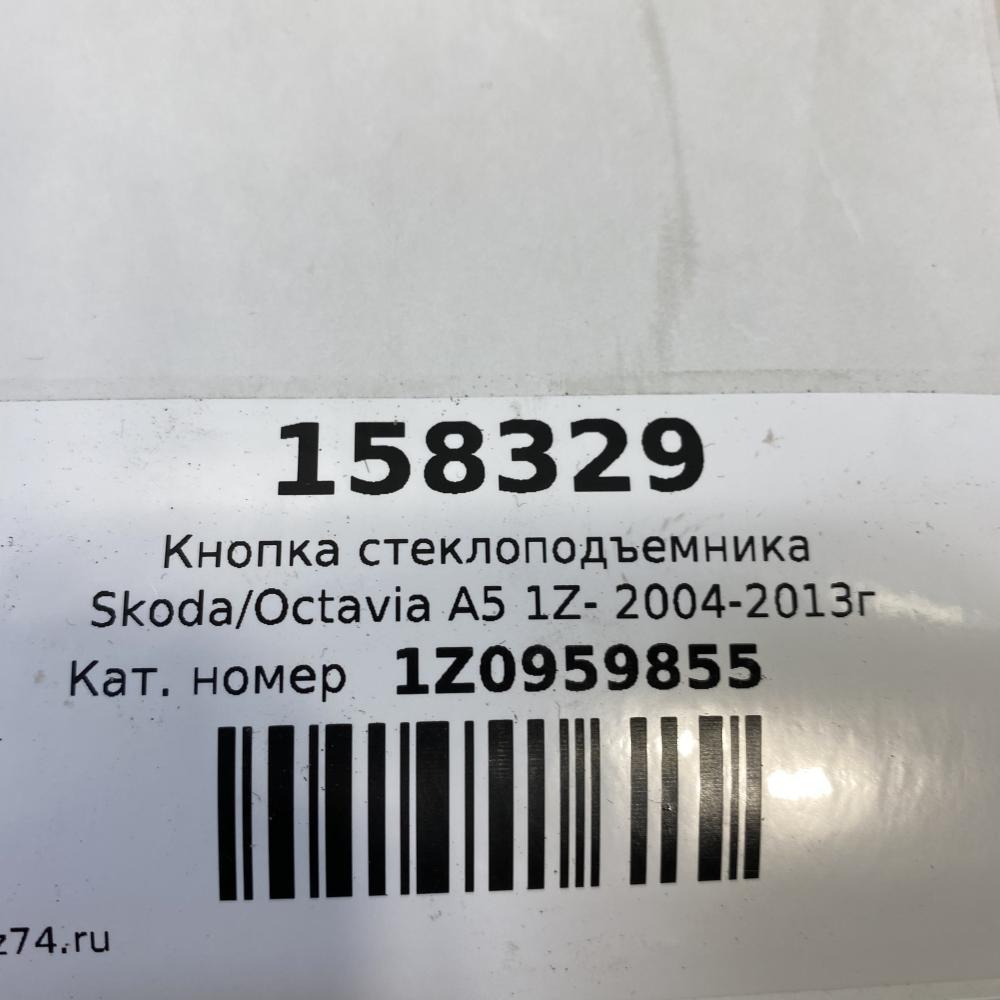 158329
Кнопка стеклоподъемника
Skoda/Octavia A5 1Z- 2004-2013г
Кат. номер 1Z0959855
z74.ru